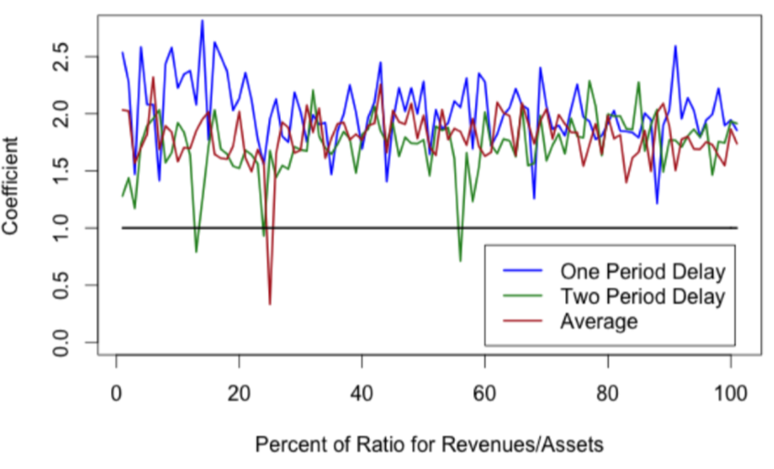 Coefficient
2.5
2.0
1.5
1.0
0.5
0.0
One Period Delay
Two Period Delay
Average
0 20 40 60 80 100
Percent of Ratio for Revenues/Assets